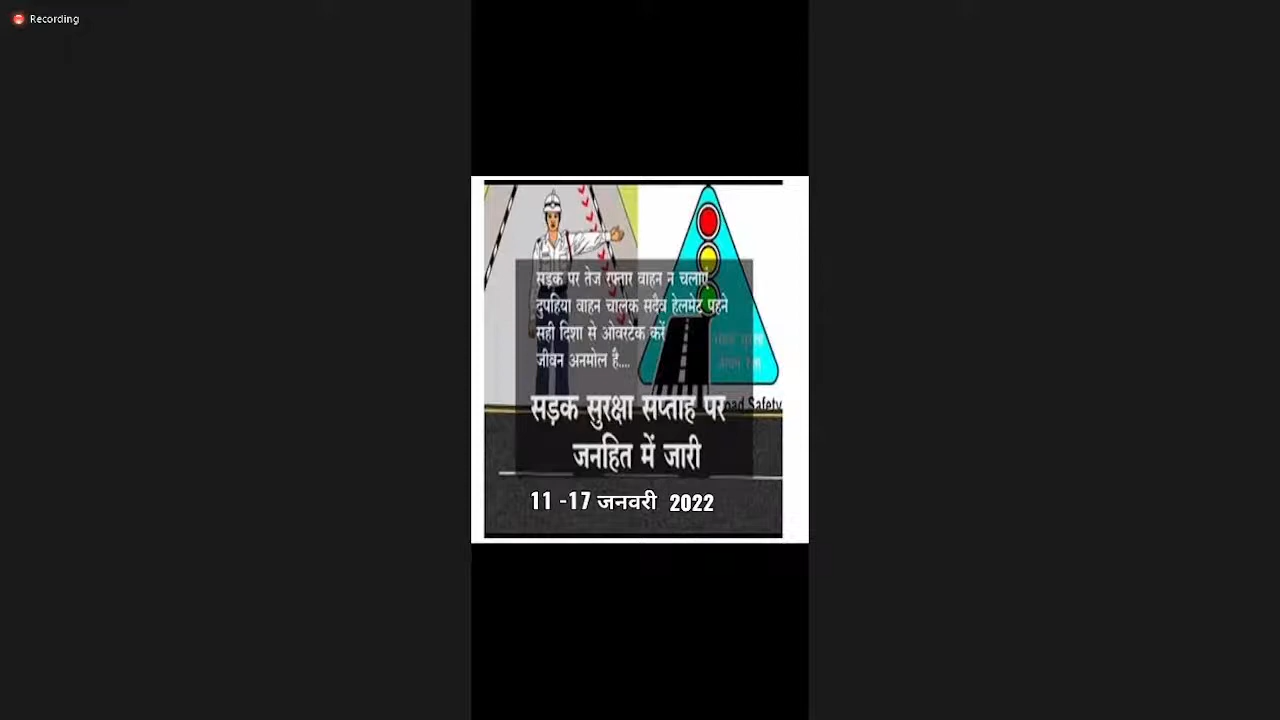 Recording
सड़क पर तेज रफ्तार वाहन न चलाएं
दुपहिया वाहन चालक सदैव हेलमेट पहने
सही दिशा से ओवरटेक करें
जीवन अनमोल है....
Safety
सड़क सुरक्षा सप्ताह पर
जनहित में जारी
11 -17 जनवरी 2022